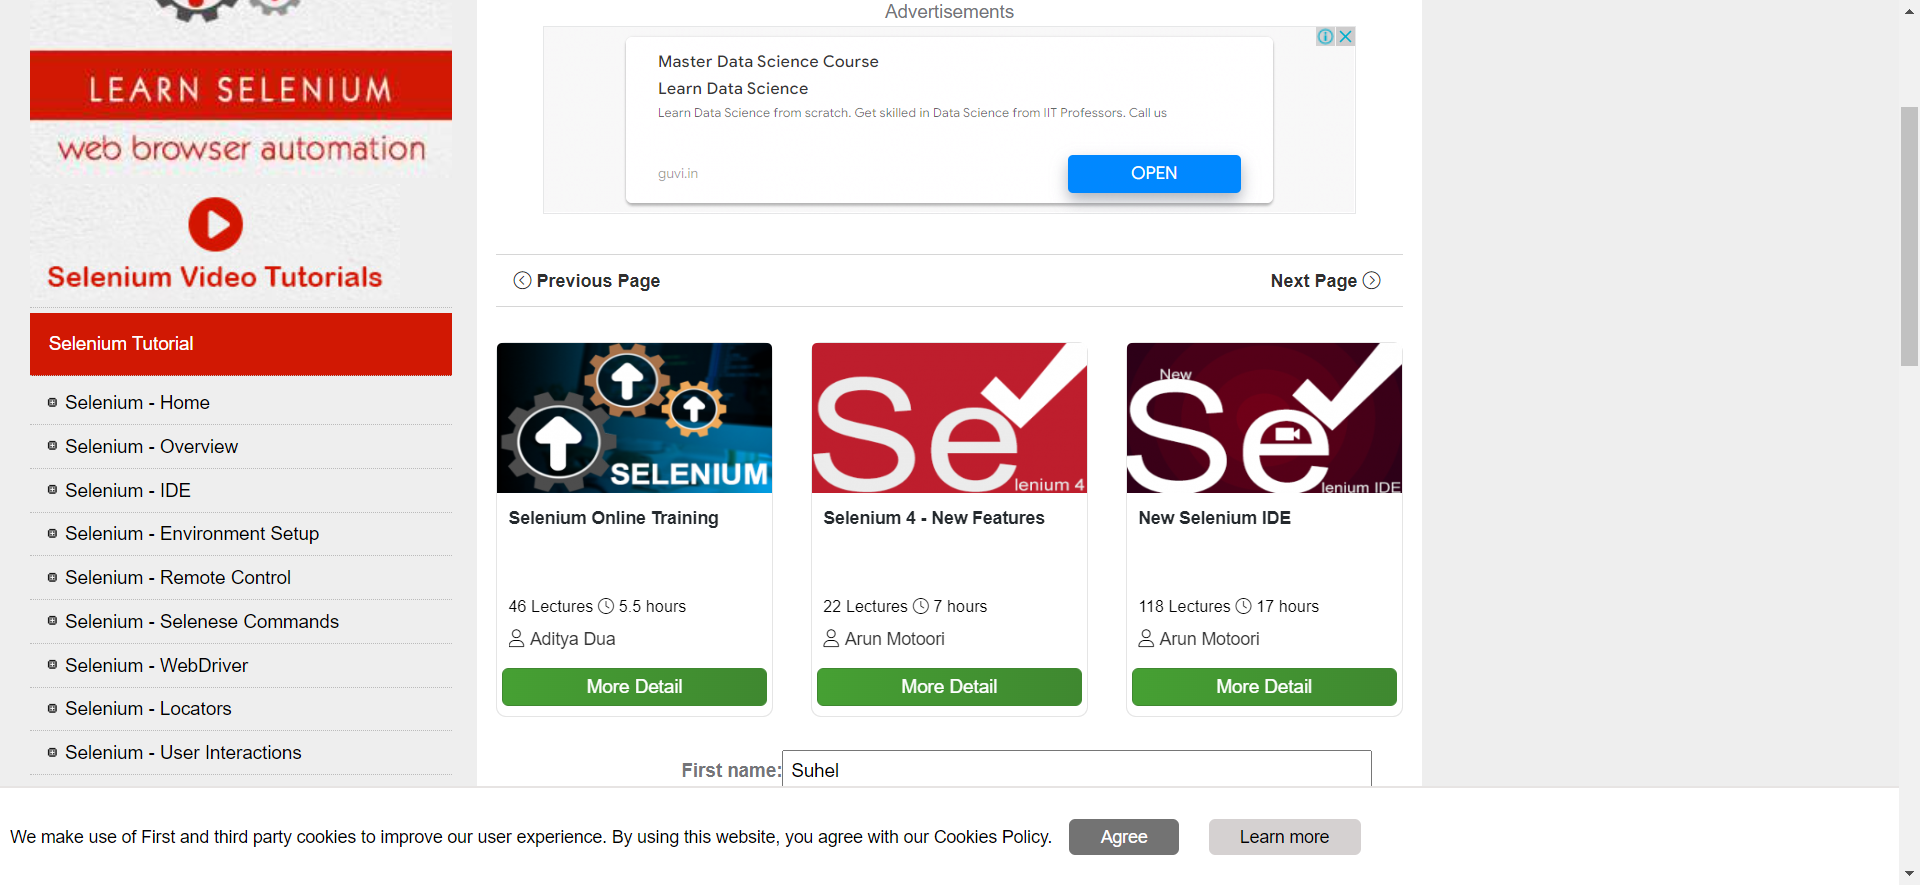 LEARN SELENIUM
web browser automation
Selenium Video Tutorials
Selenium Tutorial
Selenium - Home
Selenium - Overview
Selenium - IDE
Selenium - Environment Setup
Selenium - Remote Control
Selenium - Selenese Commands
Selenium - WebDriver
Selenium - Locators
Selenium - User Interactions
Advertisements
Master Data Science Course
Learn Data Science
Learn Data Science from scratch. Get skilled in Data Science from IIT Professors. Call us
guvi.in
OPEN
Previous Page
Next Page
SELENIUM
Selenium Online Training
46 Lectures 5.5 hours
Aditya Dua
More Detail
Se
lenium 4
Selenium 4 - New Features
22 Lectures 7 hours
Arun Motoori
More Detail
New
Se
lenium IDE
New Selenium IDE
118 Lectures 17 hours
Arun Motoori
More Detail
First name: Suhel
We make use of First and third party cookies to improve our user experience. By using this website, you agree with our Cookies Policy.
Agree
Learn more